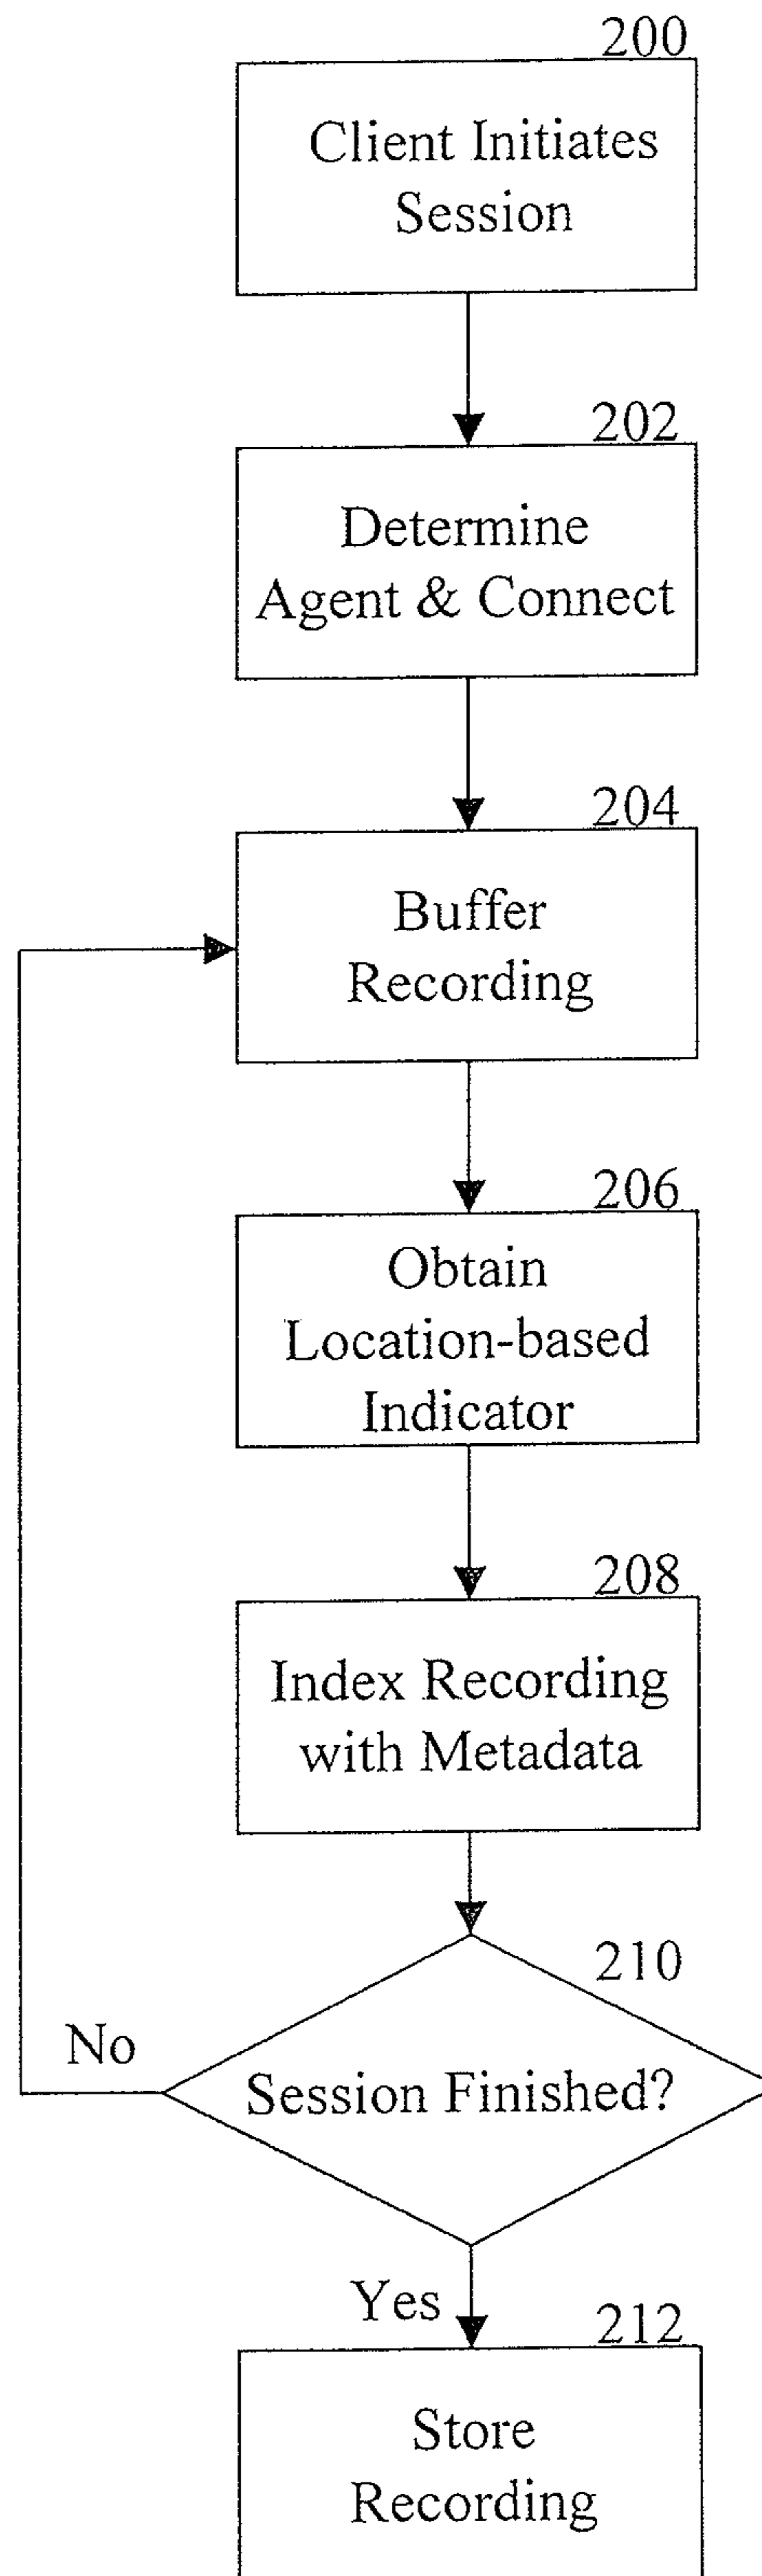 200
Client Initiates
Session
202
Determine
Agent & Connect
204
Buffer
Recording
206
Obtain
Location-based
Indicator
208
Index Recording
with Metadata
210
No
Session Finished?
Yes
212
Store
Recording